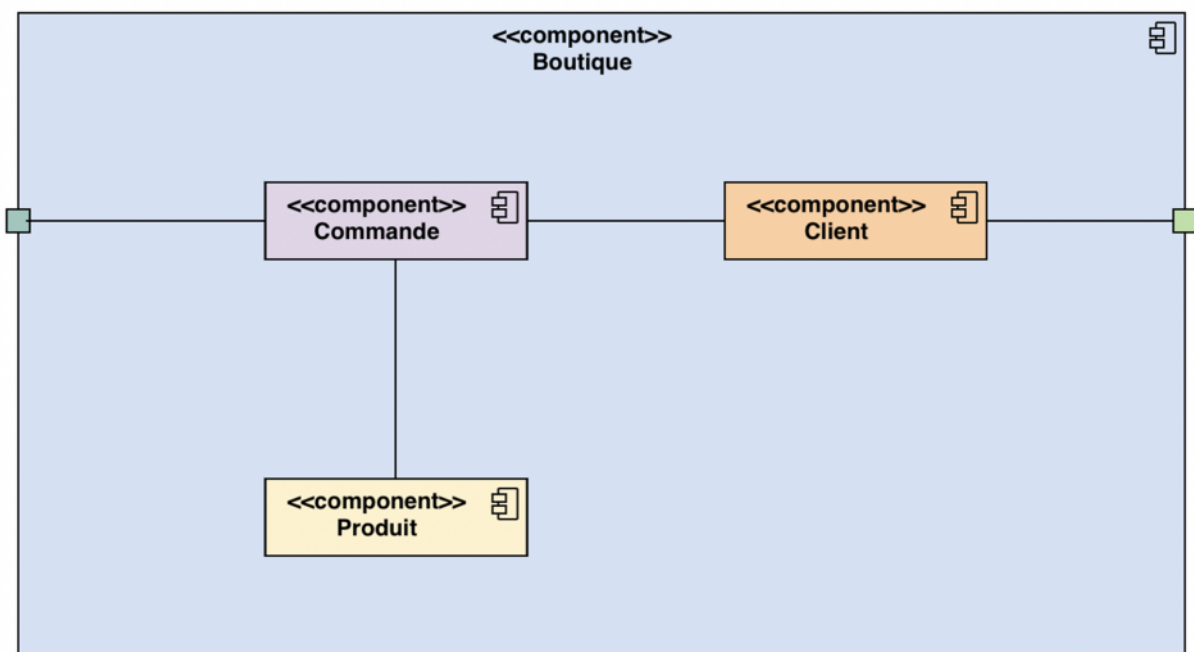 <<component>>
Boutique
<<component>>
Commande
<<component>>
Client
<<component>>
Produit